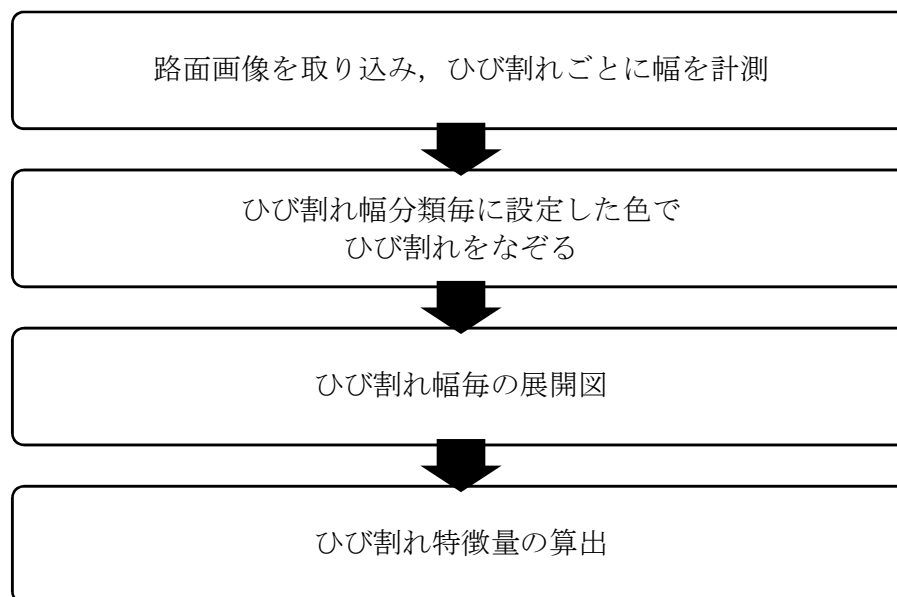 路面画像を取り込み，ひび割れごとに幅を計測
ひび割れ幅分類毎に設定した色で
ひび割れをなぞる
ひび割れ幅毎の展開図
ひび割れ特徴量の算出